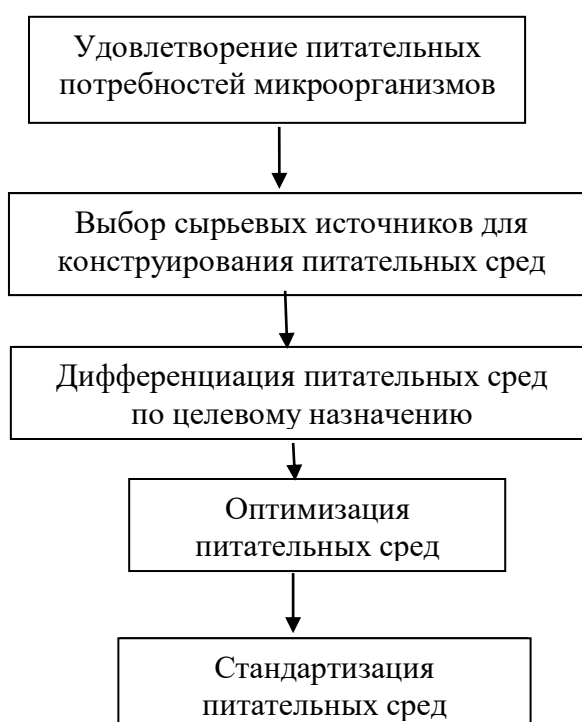 Удовлетворение питательных
потребностей микроорганизмов
Выбор сырьевых источников для
конструирования питательных сред
Дифференциация питательных сред
по целевому назначению
Оптимизация
питательных сред
Стандартизация
питательных сред